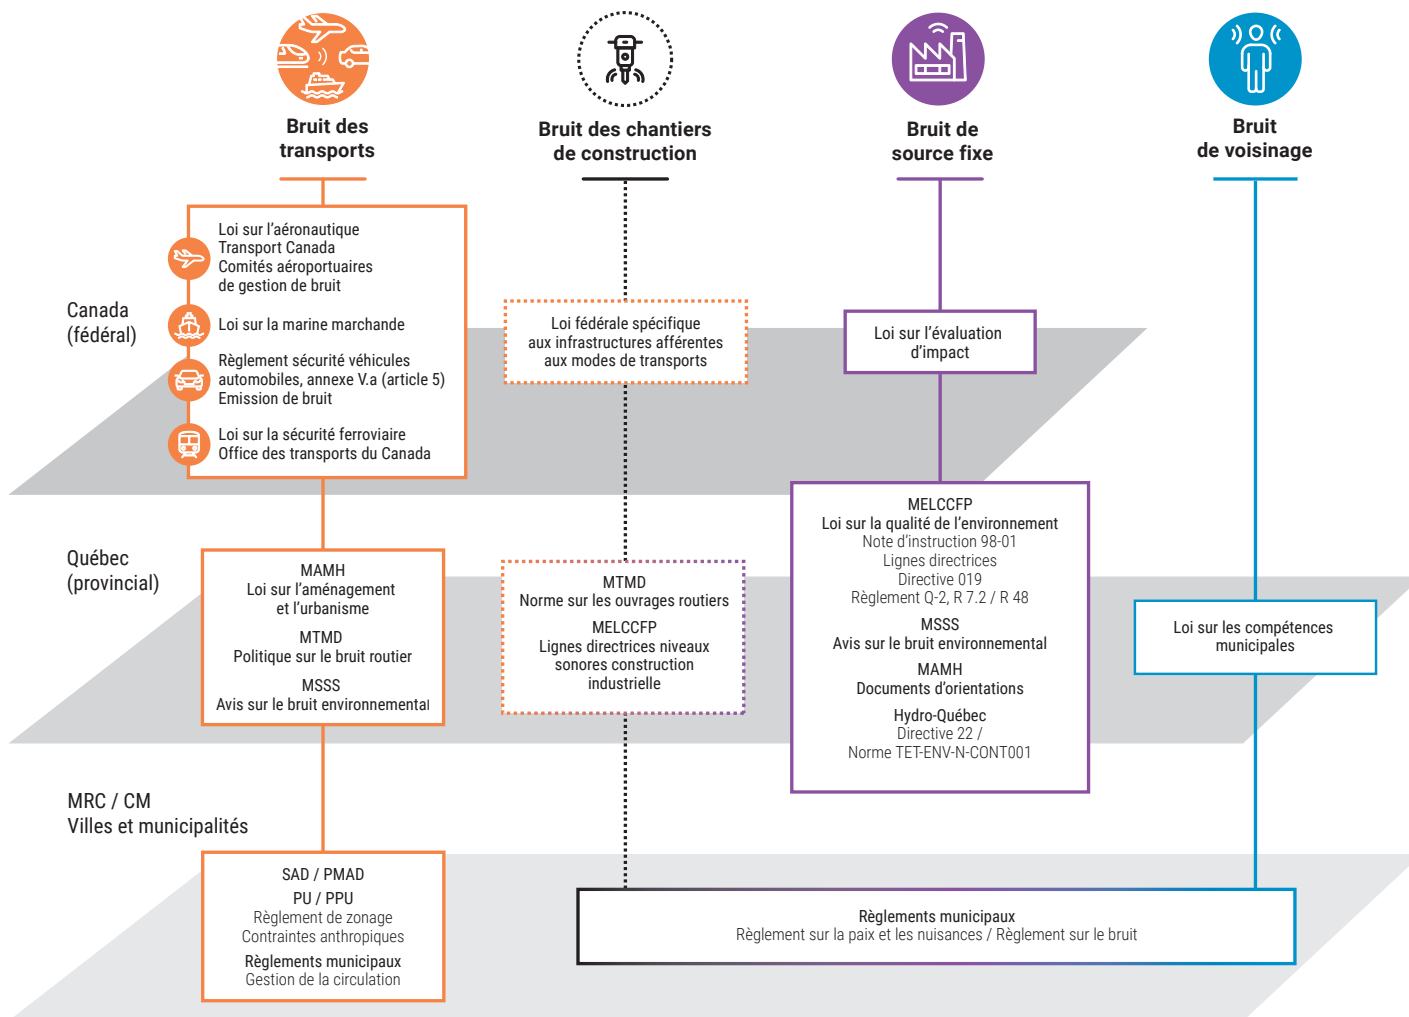 Bruit des
transports
Bruit des chantiers
de construction
Bruit de
source fixe
Bruit
de voisinage
Canada
(fédéral)
Loi sur l'aéronautique
Transport Canada
Comités aéroportuaires
de gestion de bruit
Loi sur la marine marchande
Règlement sécurité véhicules
automobiles, annexe V.a (article 5)
Emission de bruit
Loi sur la sécurité ferroviaire
Office des transports du Canada
Loi fédérale spécifique
aux infrastructures afférentes
aux modes de transports
Loi sur l'évaluation
d'impact
Québec
(provincial)
MAMH
Loi sur l'aménagement
et l'urbanisme
MTMD
Politique sur le bruit routier
MSSS
Avis sur le bruit environnemental
MTMD
Norme sur les ouvrages routiers
MELCCFP
Lignes directrices niveaux
sonores construction
industrielle
MELCCFP
Loi sur la qualité de l'environnement
Note d'instruction 98-01
Lignes directrices
Directive 019
Règlement Q-2, R 7.2 / R 48
MSSS
Avis sur le bruit environnemental
MAMH
Documents d'orientations
Hydro-Québec
Directive 22 /
Norme TET-ENV-N-CONT001
Loi sur les compétences
municipales
MRC / CM
Villes et municipalités
SAD / PMAD
PU / PPU
Règlement de zonage
Contraintes anthropiques
Règlements municipaux
Gestion de la circulation
Règlements municipaux
Règlement sur la paix et les nuisances / Règlement sur le bruit